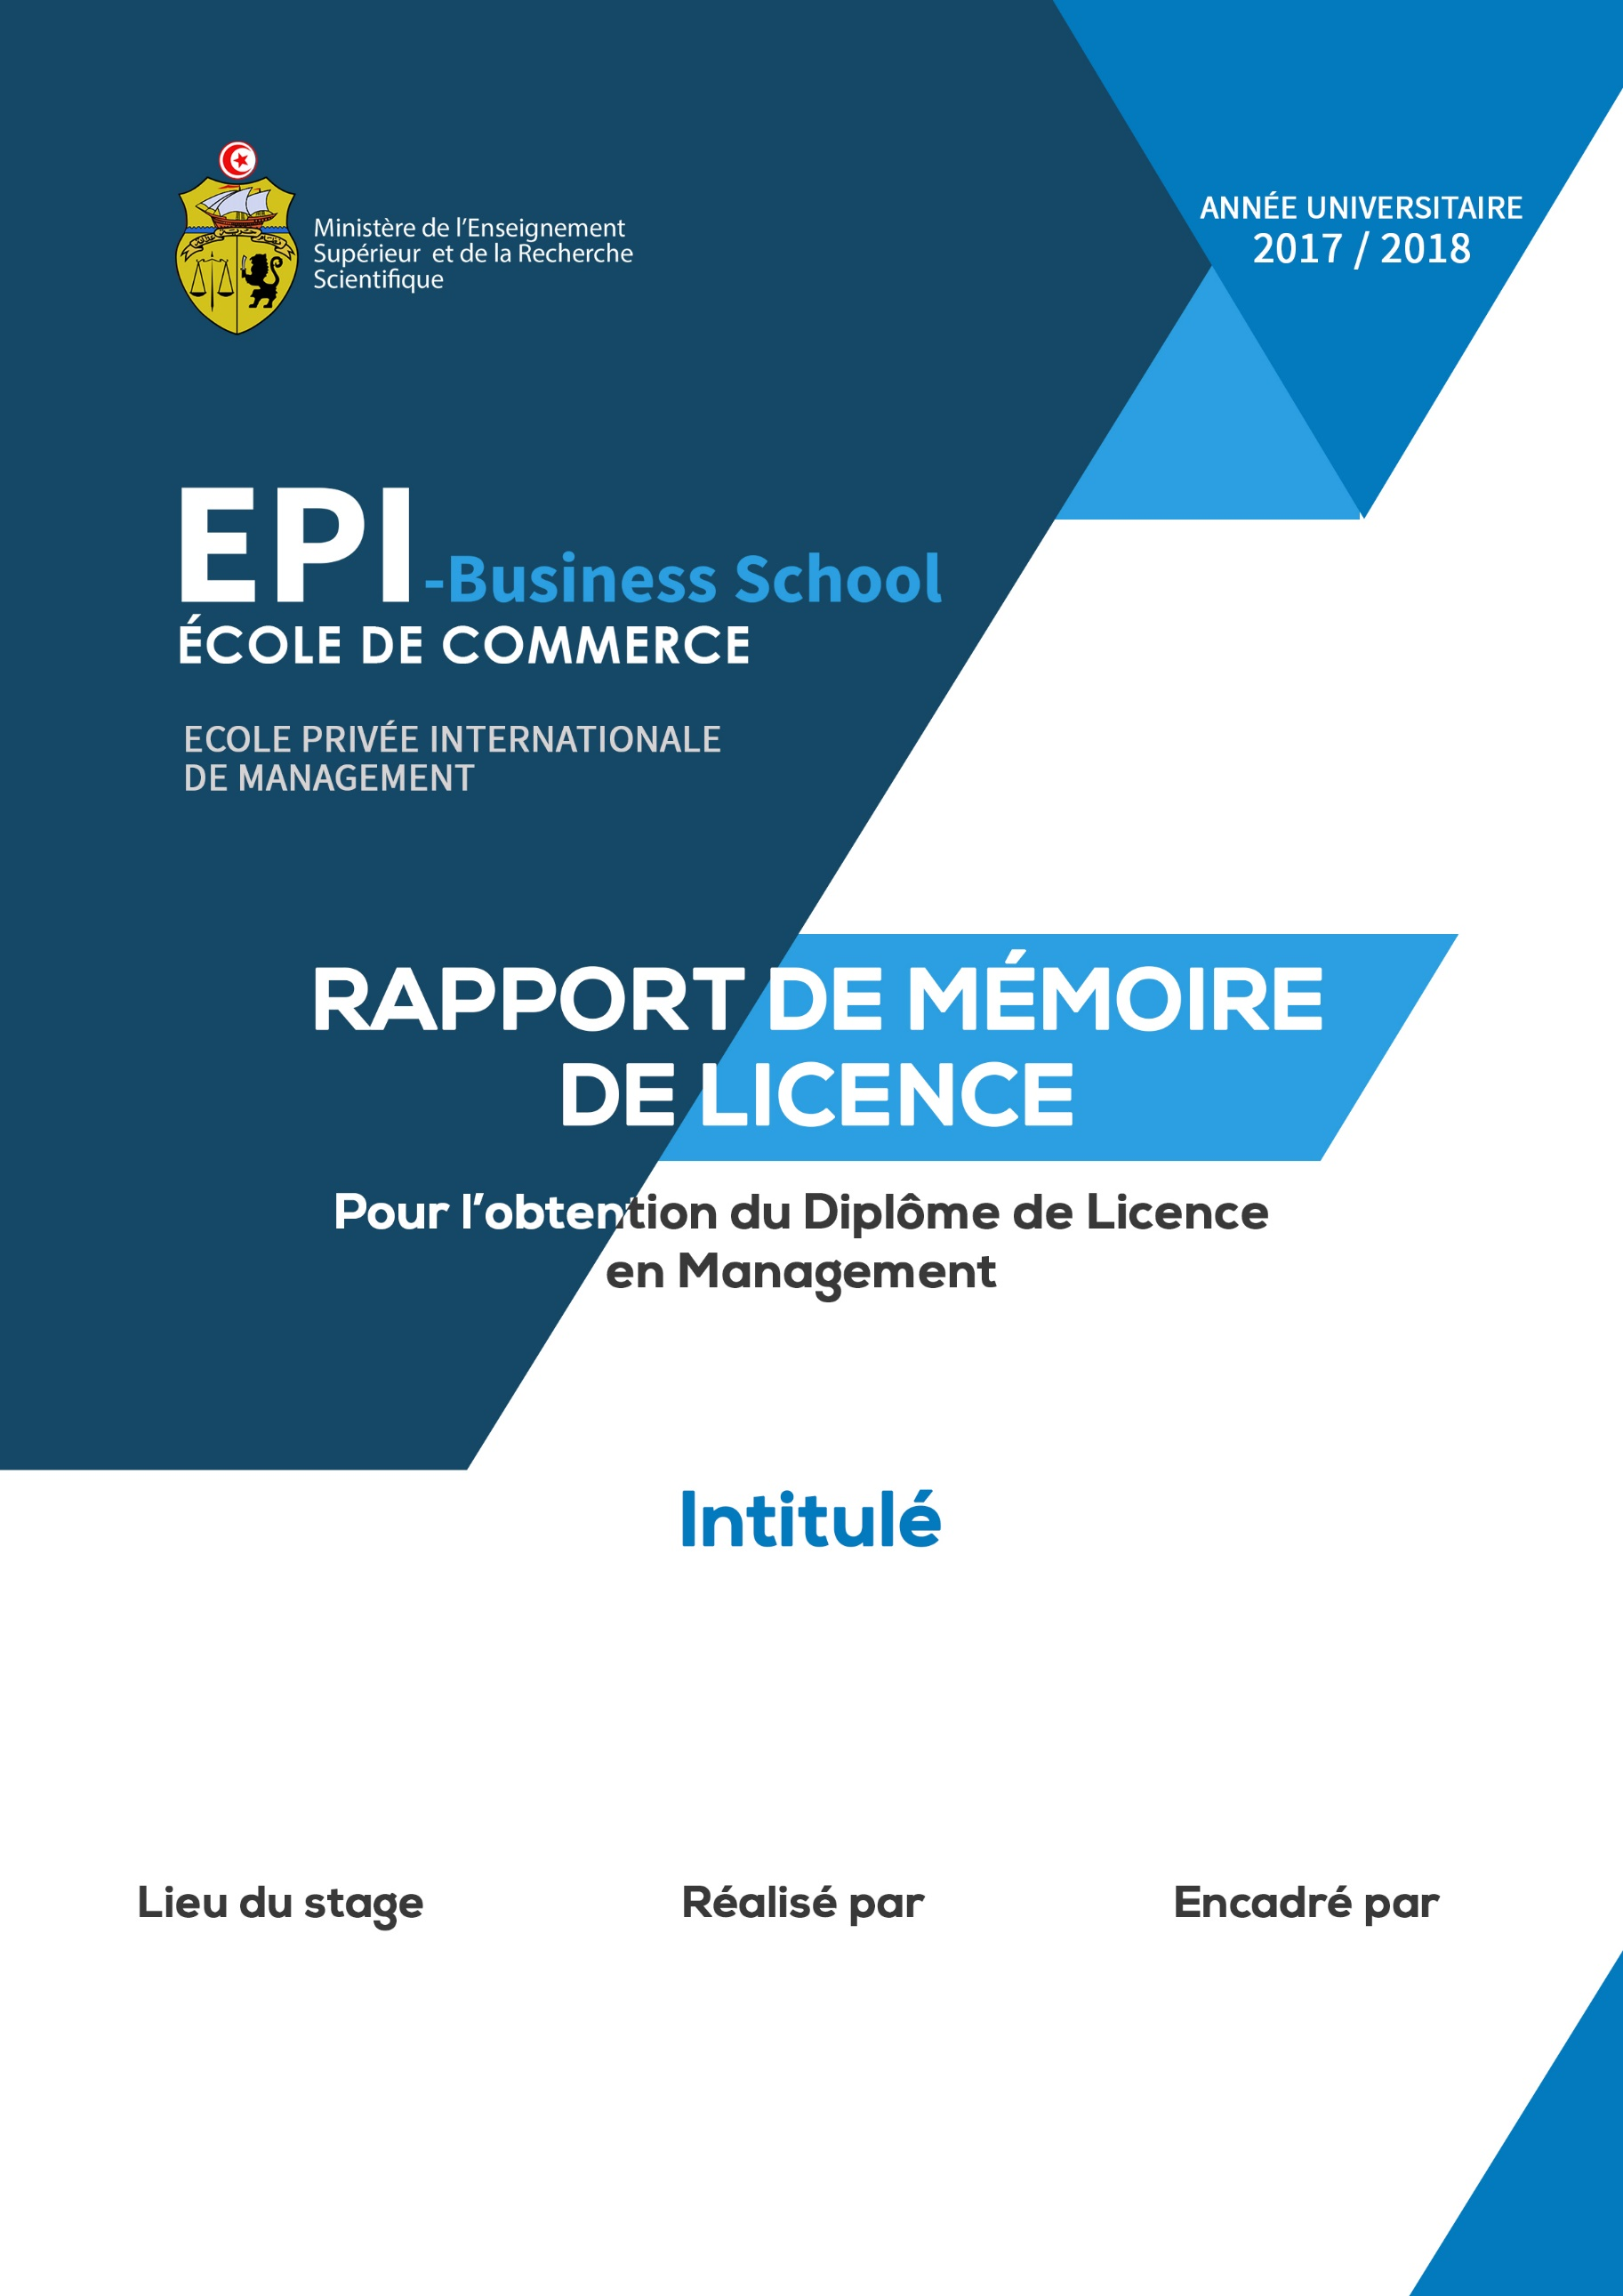 Ministère de l'Enseignement
Supérieur et de la Recherche
Scientifique
ANNÉE UNIVERSITAIRE
2017 / 2018
EPI-Business School
ÉCOLE DE COMMERCE
ECOLE PRIVÉE INTERNATIONALE
DE MANAGEMENT
RAPPORT DE MÉMOIRE
DE LICENCE
Pour l'obtention du Diplôme de Licence
en Management
Intitulé
Lieu du stage
Réalisé par
Encadré par